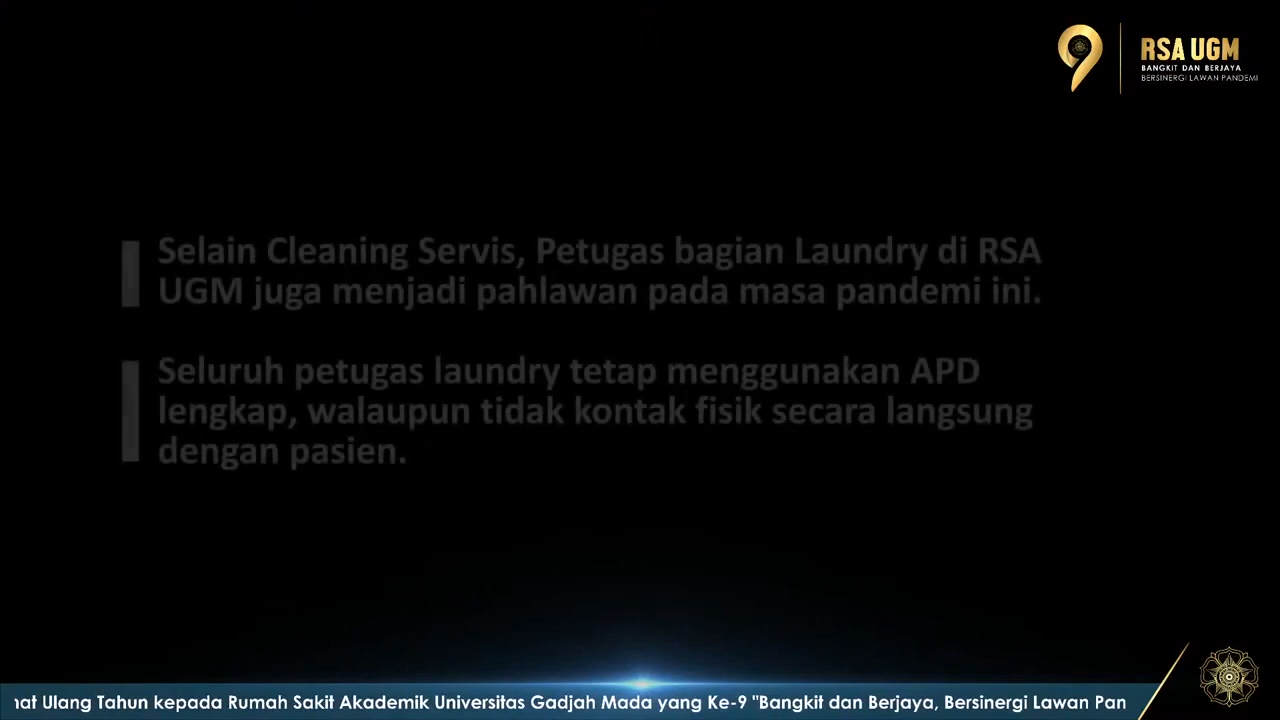 RSA UGM
BANGKIT DAN BERJAYA
BERSINERGI LAWAN PANDEMI
Selain Cleaning Servis, Petugas bagian Laundry di RSA
UGM juga menjadi pahlawan pada masa pandemi ini.
Seluruh petugas laundry tetap menggunakan APD
lengkap, walaupun tidak kontak fisik secara langsung
dengan pasien.
nat Ulang Tahun kepada Rumah Sakit Akademik Universitas Gadjah Mada yang Ke-9 "Bangkit dan Berjaya, Bersinergi Lawan Pan